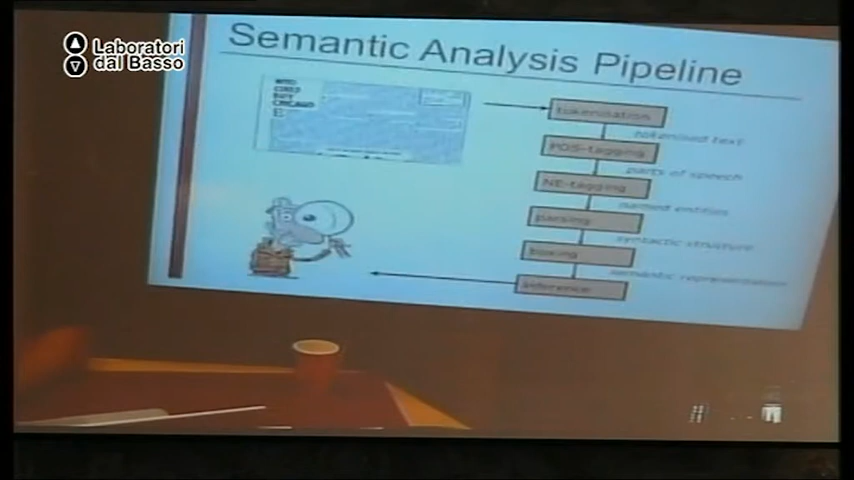 Laboratori
dal Basso
Semantic Analysis Pipeline
WHO
tokenisation
tokenised text
POS-tagging
parts of speech
NE-tagging
named entities
parsing
syntactic structure
boxing
semantic representation
inference